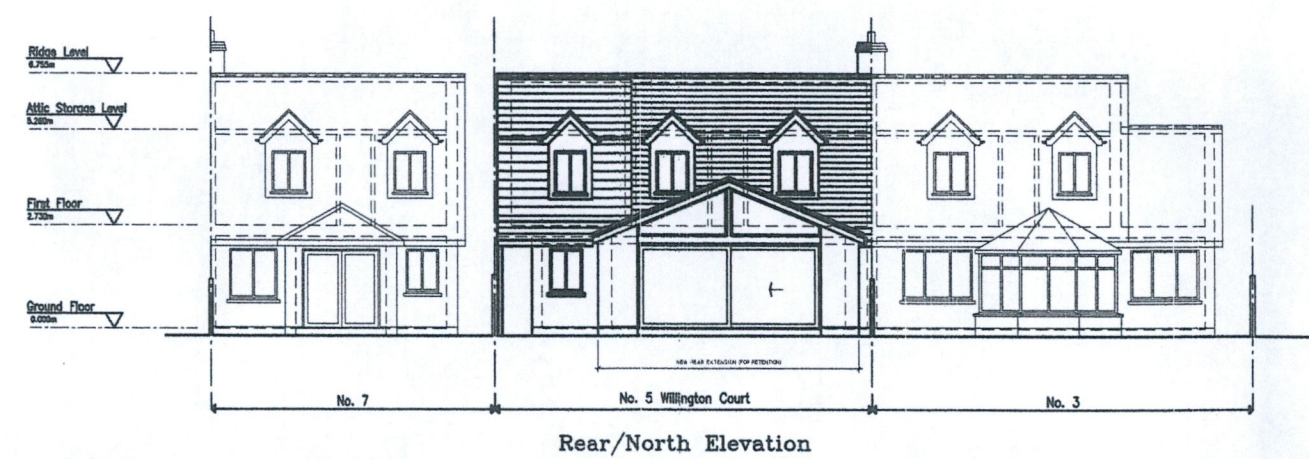 Ridge Level
6.755m
Attic Storage Level
5.260m
First Floor
2.730m
Ground Floor
0.000m
NEW REAR EXTENSION (FOR RETENTION)
No. 7
No. 5 Willington Court
No. 3
Rear/North Elevation